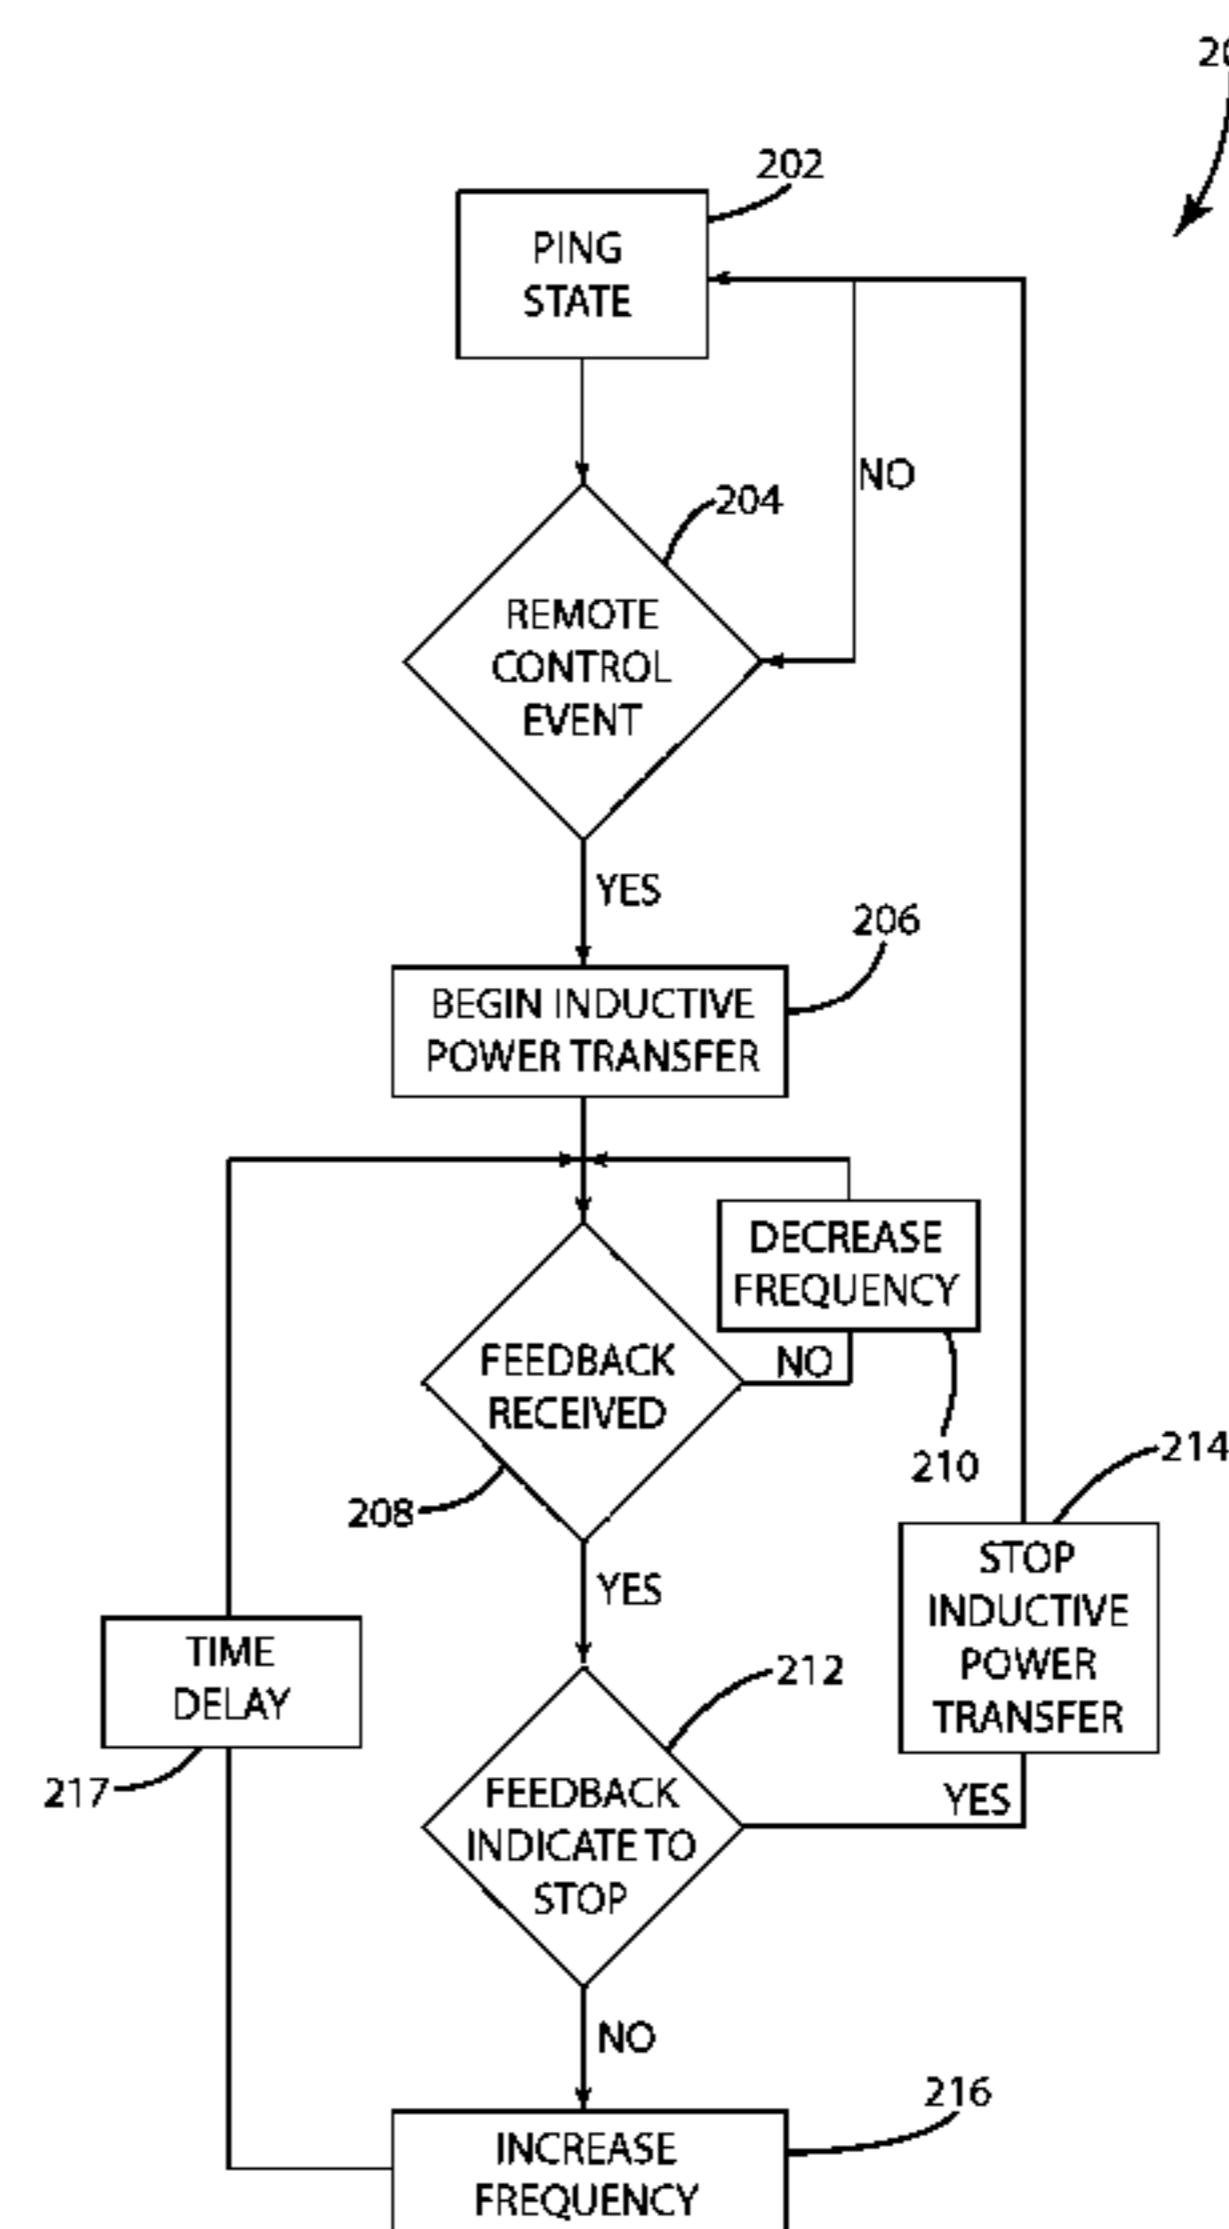 202
PING
STATE
NO
204
REMOTE
CONTROL
EVENT
YES
206
BEGIN INDUCTIVE
POWER TRANSFER
DECREASE
FREQUENCY
NO
210
FEEDBACK
RECEIVED
208
YES
214
STOP
INDUCTIVE
POWER
TRANSFER
YES
TIME
DELAY
217
212
FEEDBACK
INDICATE TO
STOP
NO
216
INCREASE
FREQUENCY